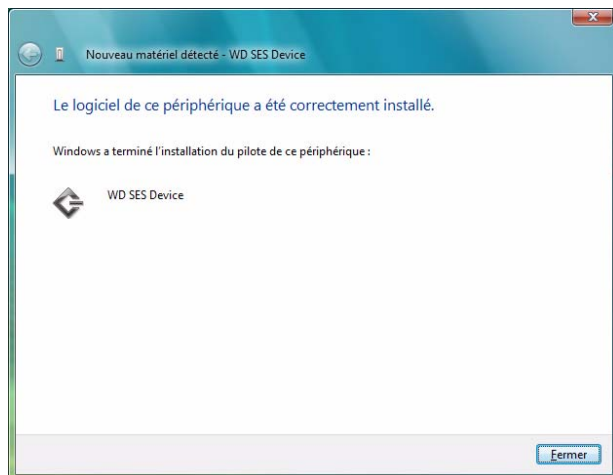 Nouveau matériel détecté - WD SES Device
Le logiciel de ce périphérique a été correctement installé.
Windows a terminé l'installation du pilote de ce périphérique :
WD SES Device
Fermer